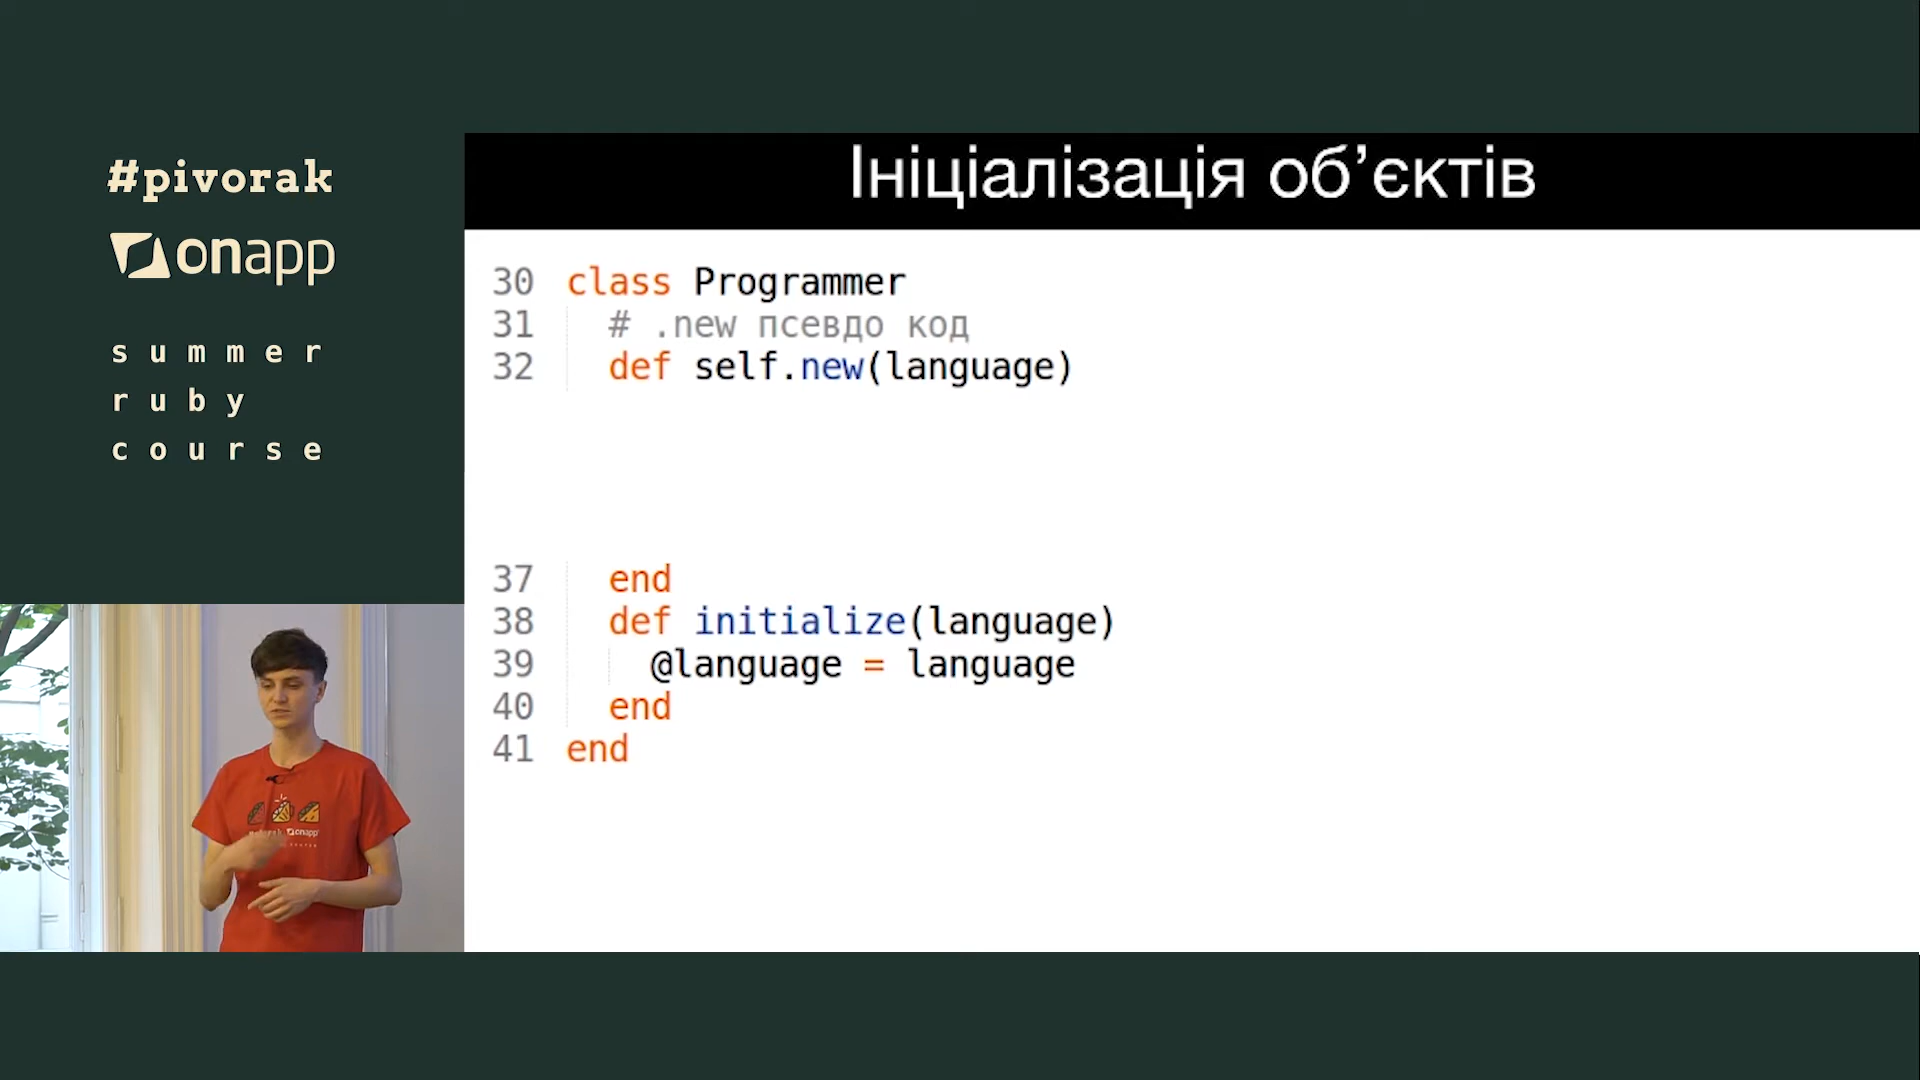 #pivorak
onapp
summer
ruby
course
Ініціалізація об’єктів
30 class Programmer
31 # .new псевдо код
32 def self.new(language)
37 end
38 def initialize(language)
39 @language = language
40 end
41 end
onapp